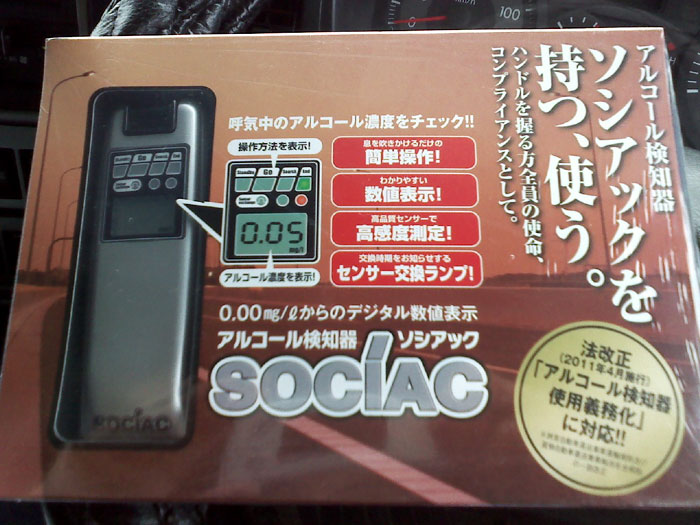 アルコール検知器
ソシアックを
持つ、使う。
ハンドルを握る方全員の使命、
コンプライアンスとして。
呼気中のアルコール濃度をチェック!!
操作方法を表示!
Standby Go Search End
0.05
mg/l
アルコール濃度を表示!
息を吹きかけるだけの
簡単操作!
わかりやすい
数値表示!
高品質センサーで
高感度測定!
交換時期をお知らせする
センサー交換ランプ!
0.00mg/ℓからのデジタル数値表示
アルコール検知器 ソシアック
SOCIAC
SOCIAC
法改正
(2011年4月施行)
「アルコール検知器
使用義務化」
に対応!!
100